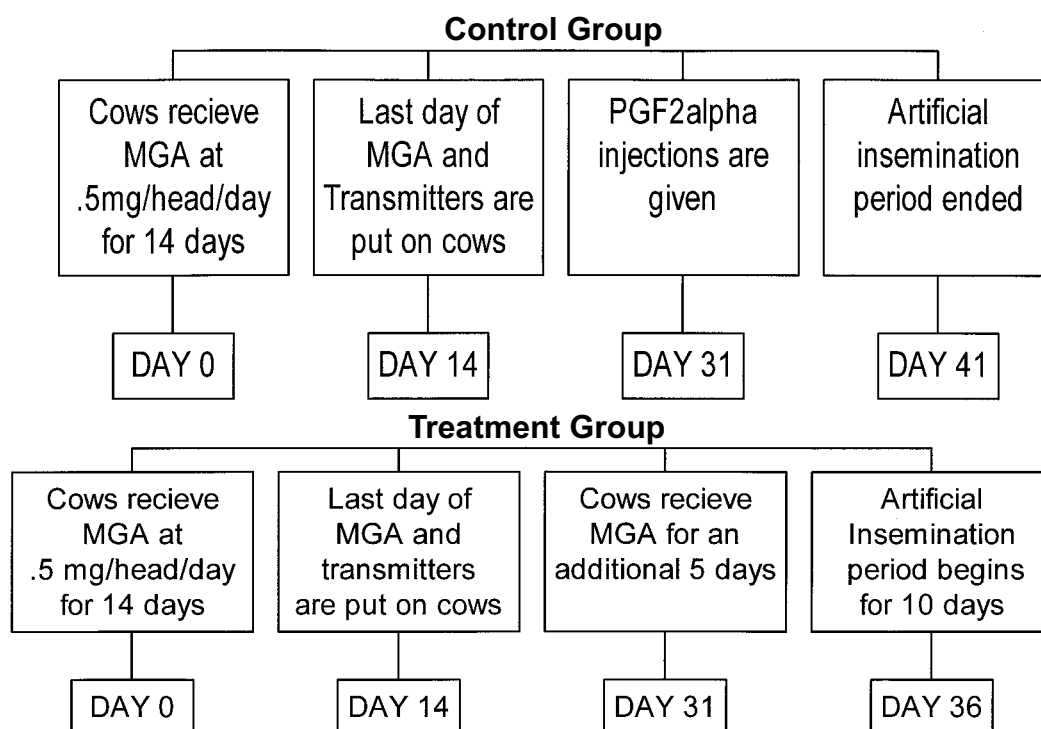 Control Group
Cows recieve
MGA at
.5mg/head/day
for 14 days
Last day of
MGA and
Transmitters are
put on cows
PGF2alpha
injections are
given
Artificial
insemination
period ended
DAY 0
DAY 14
DAY 31
DAY 41
Treatment Group
Cows recieve
MGA at
.5 mg/head/day
for 14 days
Last day of
MGA and
transmitters
are put on cows
Cows recieve
MGA for an
additional 5 days
Artificial
Insemination
period begins
for 10 days
DAY 0
DAY 14
DAY 31
DAY 36